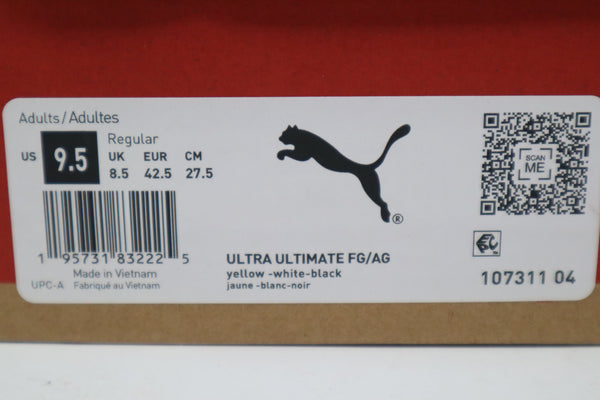 Adults/Adultes
Regular
US 9.5 UK EUR CM
8.5 42.5 27.5
1 95731 83222 5
Made in Vietnam
UPC-A Fabriqué au Vietnam
®
ULTRA ULTIMATE FG/AG
yellow -white-black
jaune -blanc-noir
SCAN
ME
107311 04